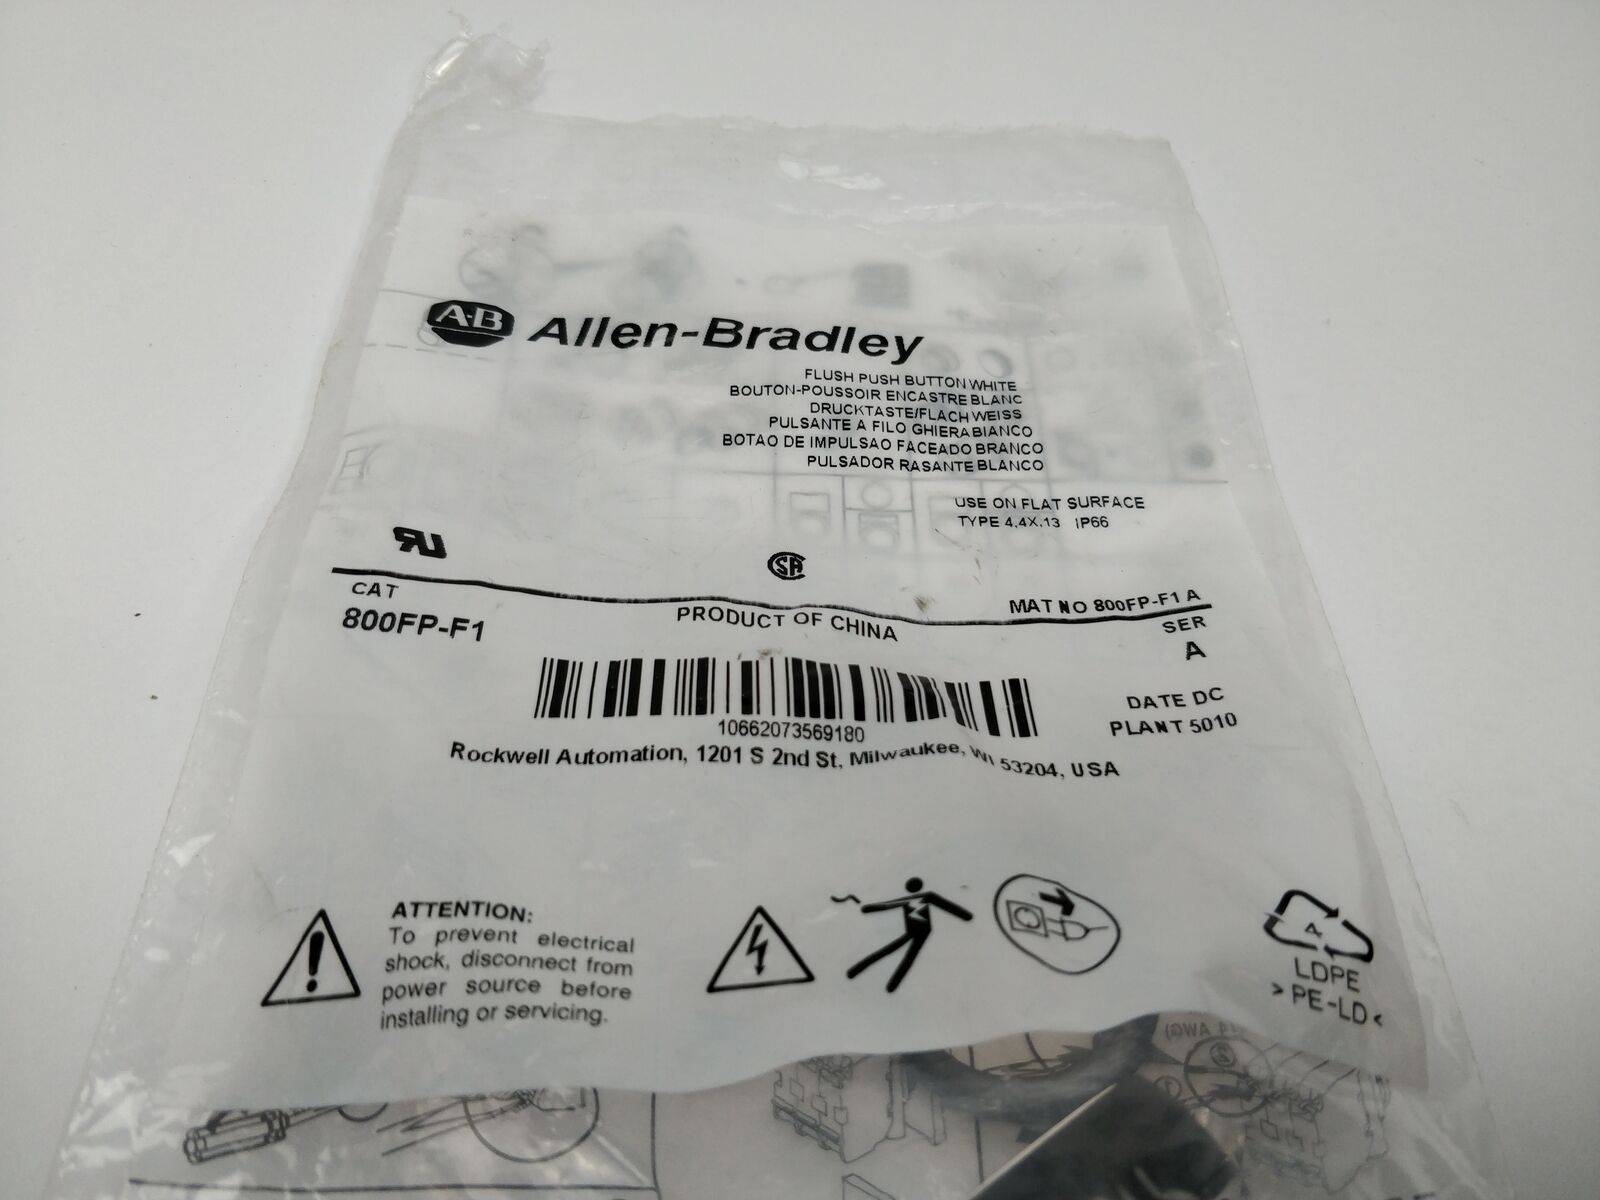 A-B Allen-Bradley
FLUSH PUSH BUTTON WHITE
BOUTON-POUSSOIR ENCASTRE BLANC
DRUCKTASTE/FLACH WEISS
PULSANTE A FILO GHIERA BIANCO
BOTAO DE IMPULSAO FACEADO BRANCO
PULSADOR RASANTE BLANCO
USE ON FLAT SURFACE
TYPE 4,4X,13 IP66
CAT
MAT NO 800FP-F1 A
800FP-F1
PRODUCT OF CHINA
SER
A
10662073569180
DATE DC
PLANT 5010
Rockwell Automation, 1201 S 2nd St, Milwaukee, WI 53204, USA
ATTENTION:
To prevent electrical
shock, disconnect from
power source before
installing or servicing.
4
LDPE
> PE-LD <